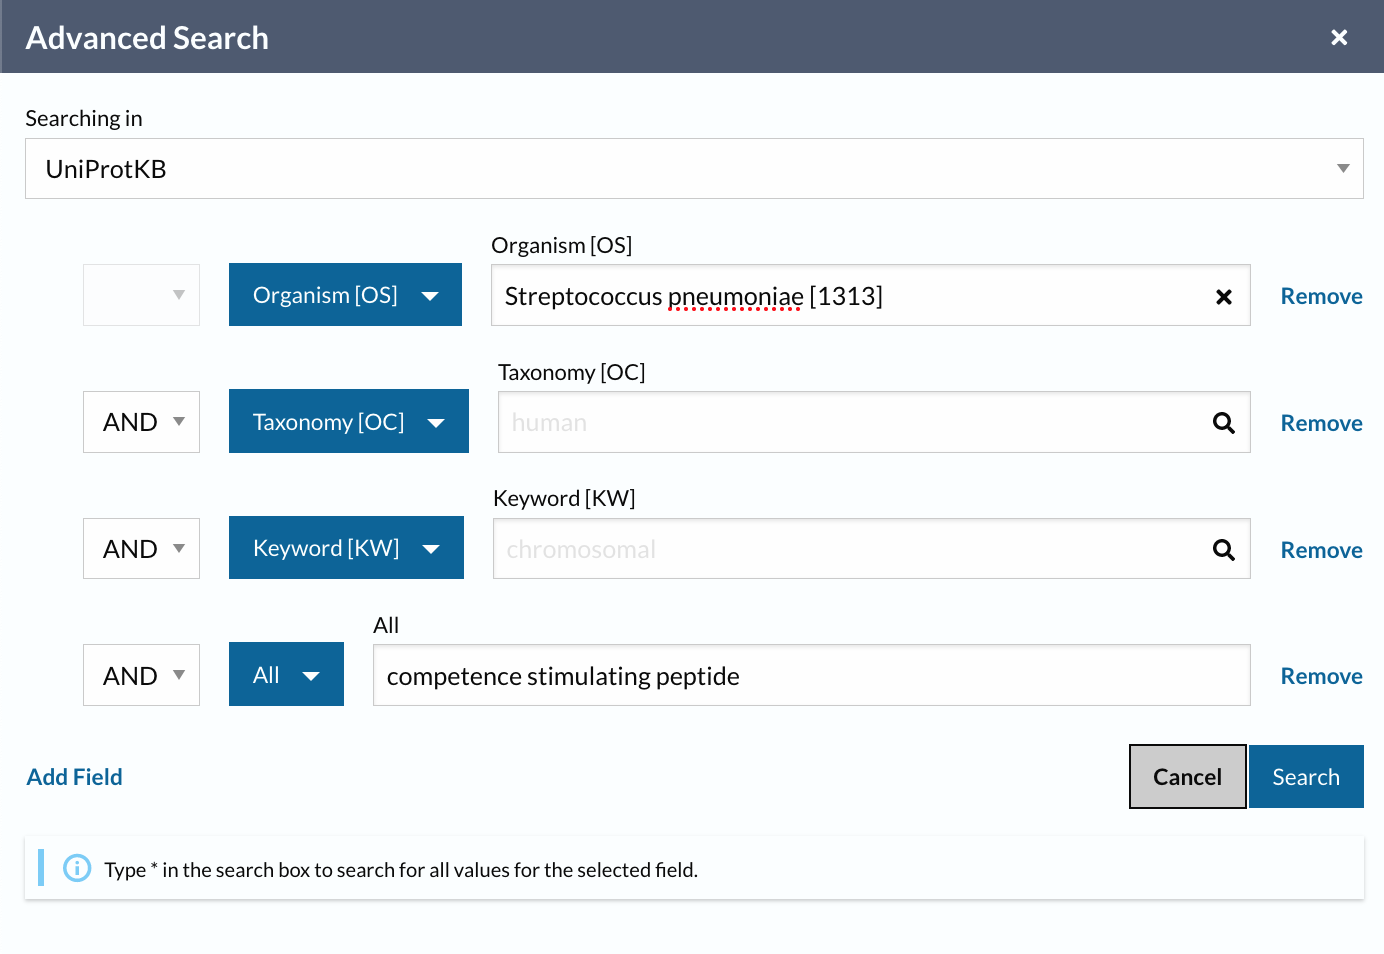 Advanced Search
Searching in
UniProtKB
Organism [OS]
Organism [OS] Streptococcus pneumoniae [1313] Remove
Taxonomy [OC]
AND Taxonomy [OC] human Remove
Keyword [KW]
AND Keyword [KW] chromosomal Remove
All
AND All competence stimulating peptide Remove
Add Field Cancel Search
Type * in the search box to search for all values for the selected field.